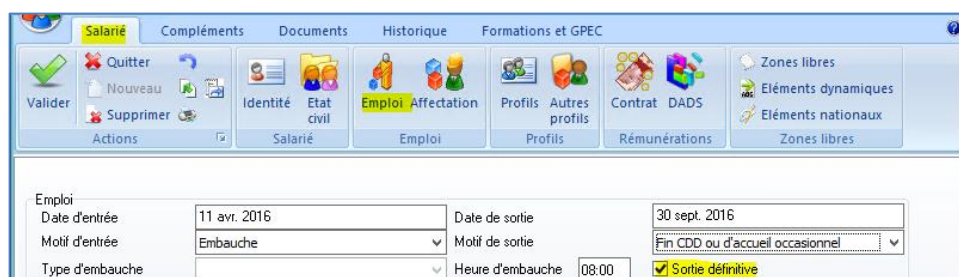 Salarié Compléments Documents Historique Formations et GPEC
Valider
Quitter
Nouveau
Supprimer
Actions
Identité
Etat civil
Salarié
Emploi Affectation
Emploi
Profils
Autres profils
Profils
Contrat DADS
Rémunérations
Zones libres
Eléments dynamiques
Eléments nationaux
Zones libres
Emploi
Date d'entrée 11 avr. 2016 Date de sortie 30 sept. 2016
Motif d'entrée Embauche Motif de sortie Fin CDD ou d'accueil occasionnel
Type d'embauche Heure d'embauche 08:00 Sortie définitive